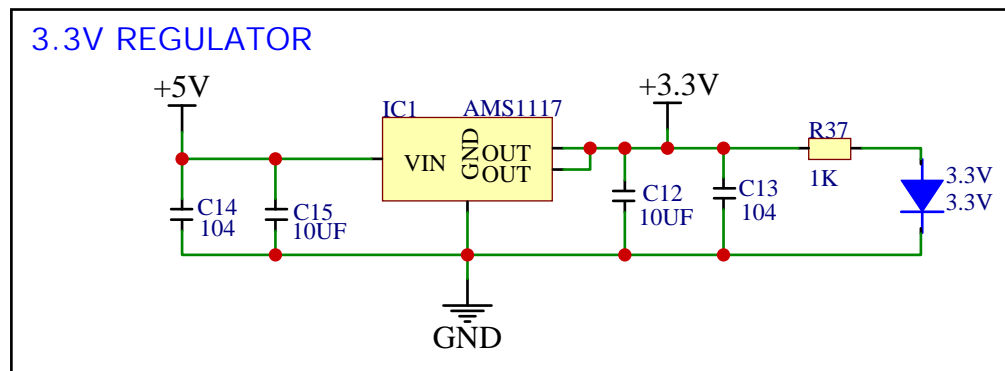 3.3V REGULATOR
+5V
+3.3V
IC1
AMS1117
R37
VIN
GND
OUT
OUT
1K
C14
104
C15
10UF
C12
10UF
C13
104
3.3V
3.3V
GND